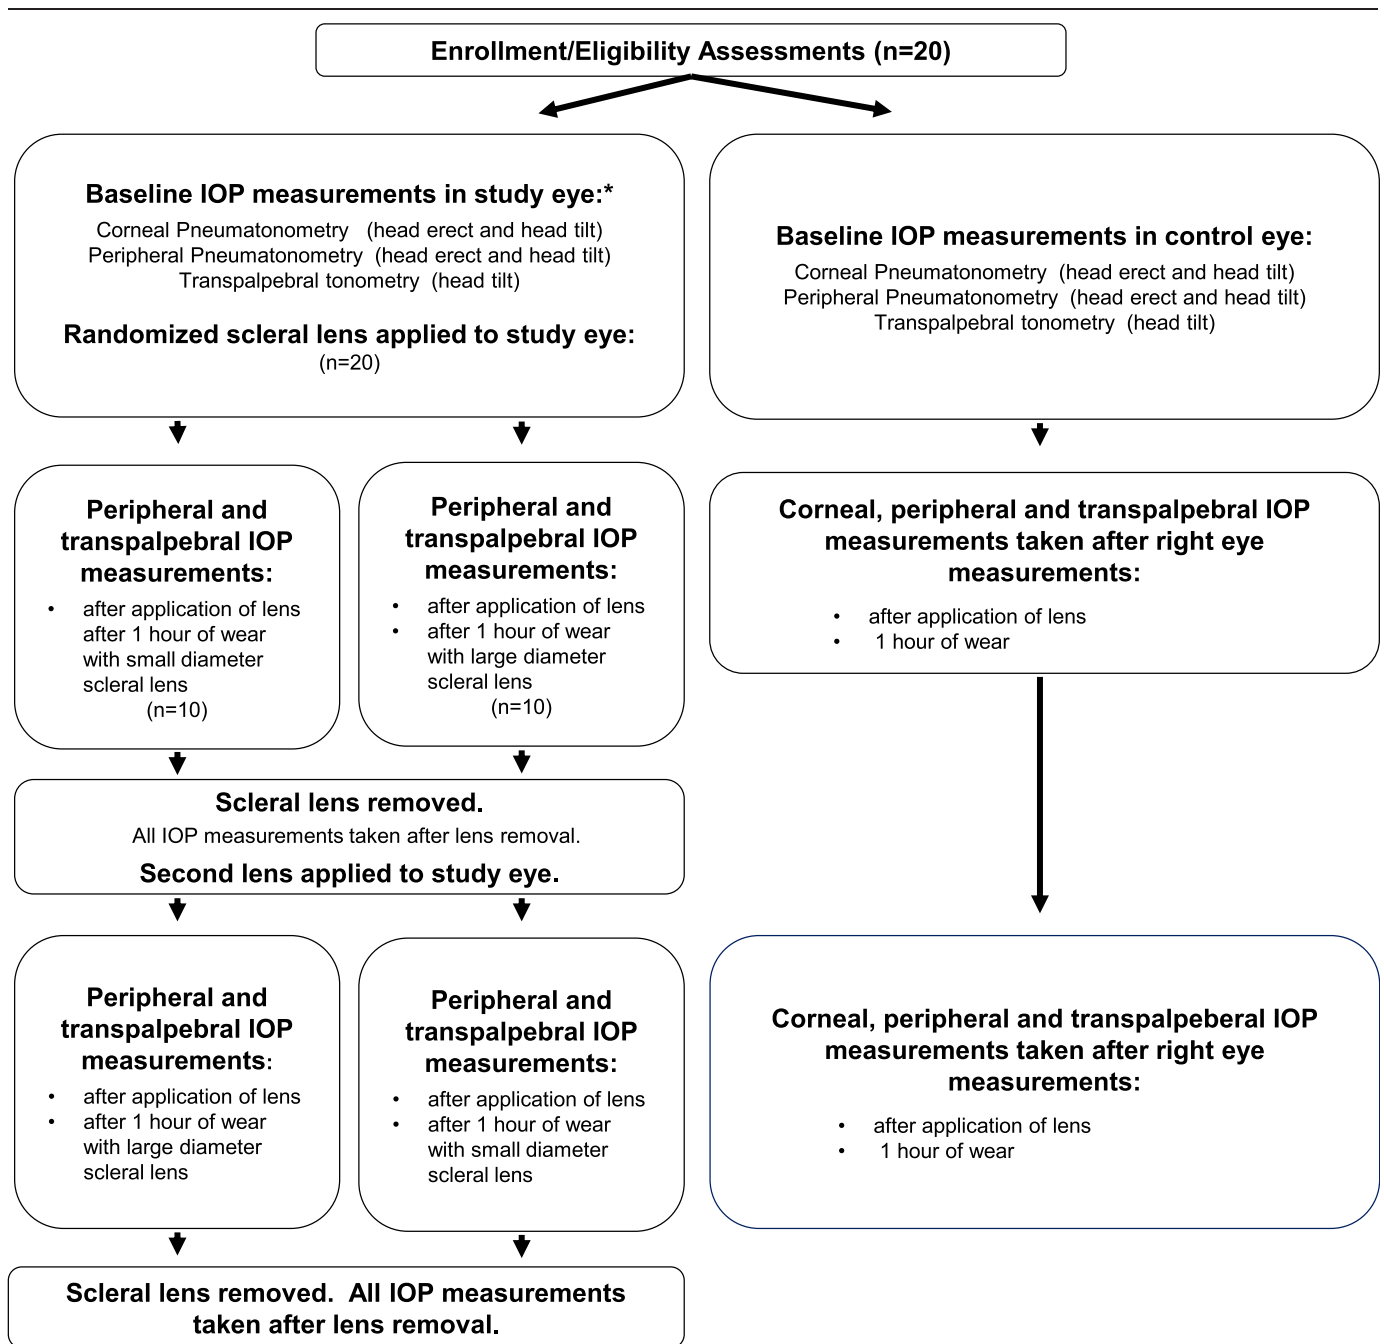 Enrollment/Eligibility Assessments (n=20)
Baseline IOP measurements in study eye:*
Corneal Pneumatonometry (head erect and head tilt)
Peripheral Pneumatonometry (head erect and head tilt)
Transpalpebral tonometry (head tilt)
Randomized scleral lens applied to study eye:
(n=20)
Baseline IOP measurements in control eye:
Corneal Pneumatonometry (head erect and head tilt)
Peripheral Pneumatonometry (head erect and head tilt)
Transpalpebral tonometry (head tilt)
Peripheral and
transpalpebral IOP
measurements:
• after application of lens
after 1 hour of wear
with small diameter
scleral lens
(n=10)
Peripheral and
transpalpebral IOP
measurements:
• after application of lens
• after 1 hour of wear
with large diameter
scleral lens
(n=10)
Corneal, peripheral and transpalpebral IOP
measurements taken after right eye
measurements:
• after application of lens
• 1 hour of wear
Scleral lens removed.
All IOP measurements taken after lens removal.
Second lens applied to study eye.
Peripheral and
transpalpebral IOP
measurements:
• after application of lens
• after 1 hour of wear
with large diameter
scleral lens
Peripheral and
transpalpebral IOP
measurements:
• after application of lens
• after 1 hour of wear
with small diameter
scleral lens
Corneal, peripheral and transpalpeberal IOP
measurements taken after right eye
measurements:
• after application of lens
• 1 hour of wear
Scleral lens removed. All IOP measurements
taken after lens removal.